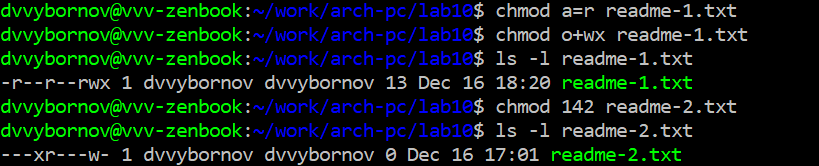 dvvybornov@vvv-zenbook:~/work/arch-pc/lab10$ chmod a=r readme-1.txt
dvvybornov@vvv-zenbook:~/work/arch-pc/lab10$ chmod o+wx readme-1.txt
dvvybornov@vvv-zenbook:~/work/arch-pc/lab10$ ls -l readme-1.txt
-r--r--rwx 1 dvvybornov dvvybornov 13 Dec 16 18:20 readme-1.txt
dvvybornov@vvv-zenbook:~/work/arch-pc/lab10$ chmod 142 readme-2.txt
dvvybornov@vvv-zenbook:~/work/arch-pc/lab10$ ls -l readme-2.txt
---xr---w- 1 dvvybornov dvvybornov 0 Dec 16 17:01 readme-2.txt